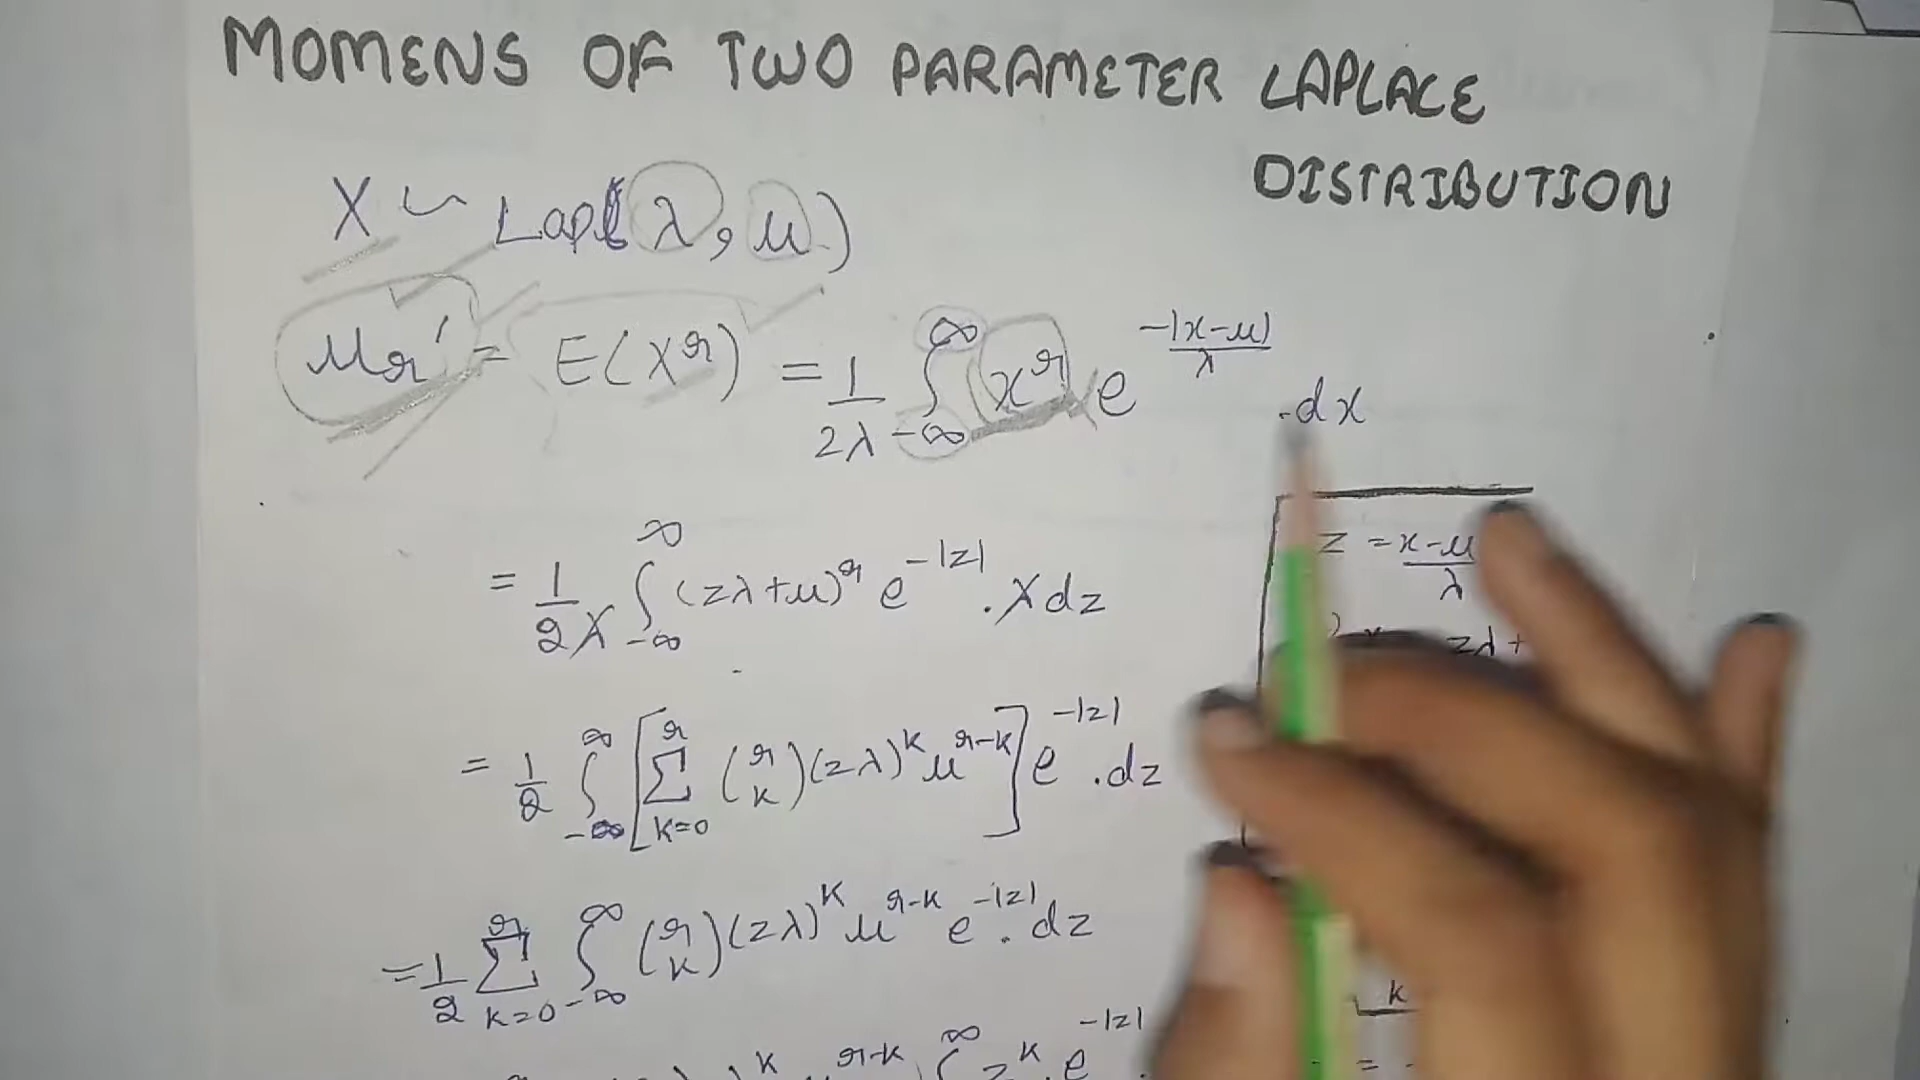 MOMENS OF TWO PARAMETER LAPLACE
DISTRIBUTION
X ~ Lap(λ, μ)
μr' = E(X^r) = 1/2λ ∫_{-∞}^{∞} x^r e^{-|x-μ|/λ} .dx
= 1/2λ ∫_{-∞}^{∞} (zλ+μ)^r e^{-|z|} . λdz
= 1/2 ∫_{-∞}^{∞} [Σ_{k=0}^{r} (r k) (zλ)^k μ^{r-k}] e^{-|z|} .dz
= 1/2 Σ_{k=0}^{r} ∫_{-∞}^{∞} (r k) (zλ)^k μ^{r-k} e^{-|z|} .dz
k μ^{r-k} ∫^{∞} z^k e^{-|z|} .
z = x-μ/λ
zλ +
k
=